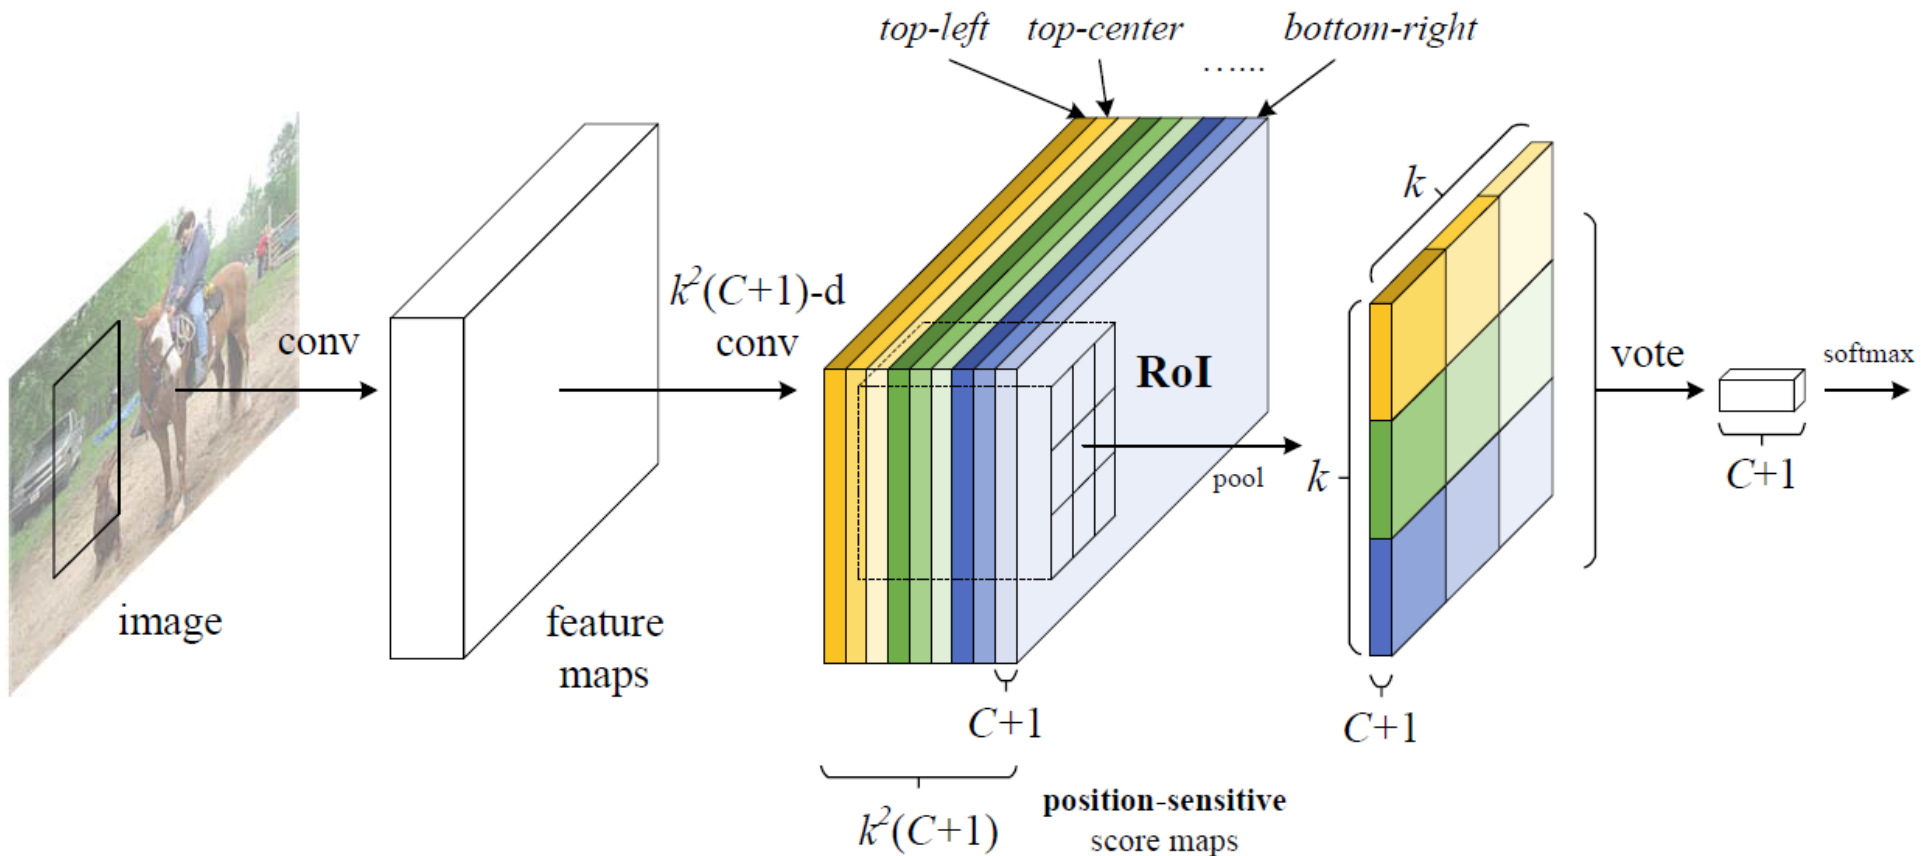 top-left top-center bottom-right
…....
k
k²(C+1)-d
conv
conv
RoI
vote
softmax
pool
k
C+1
image
feature
maps
C+1
C+1
k²(C+1)
position-sensitive
score maps